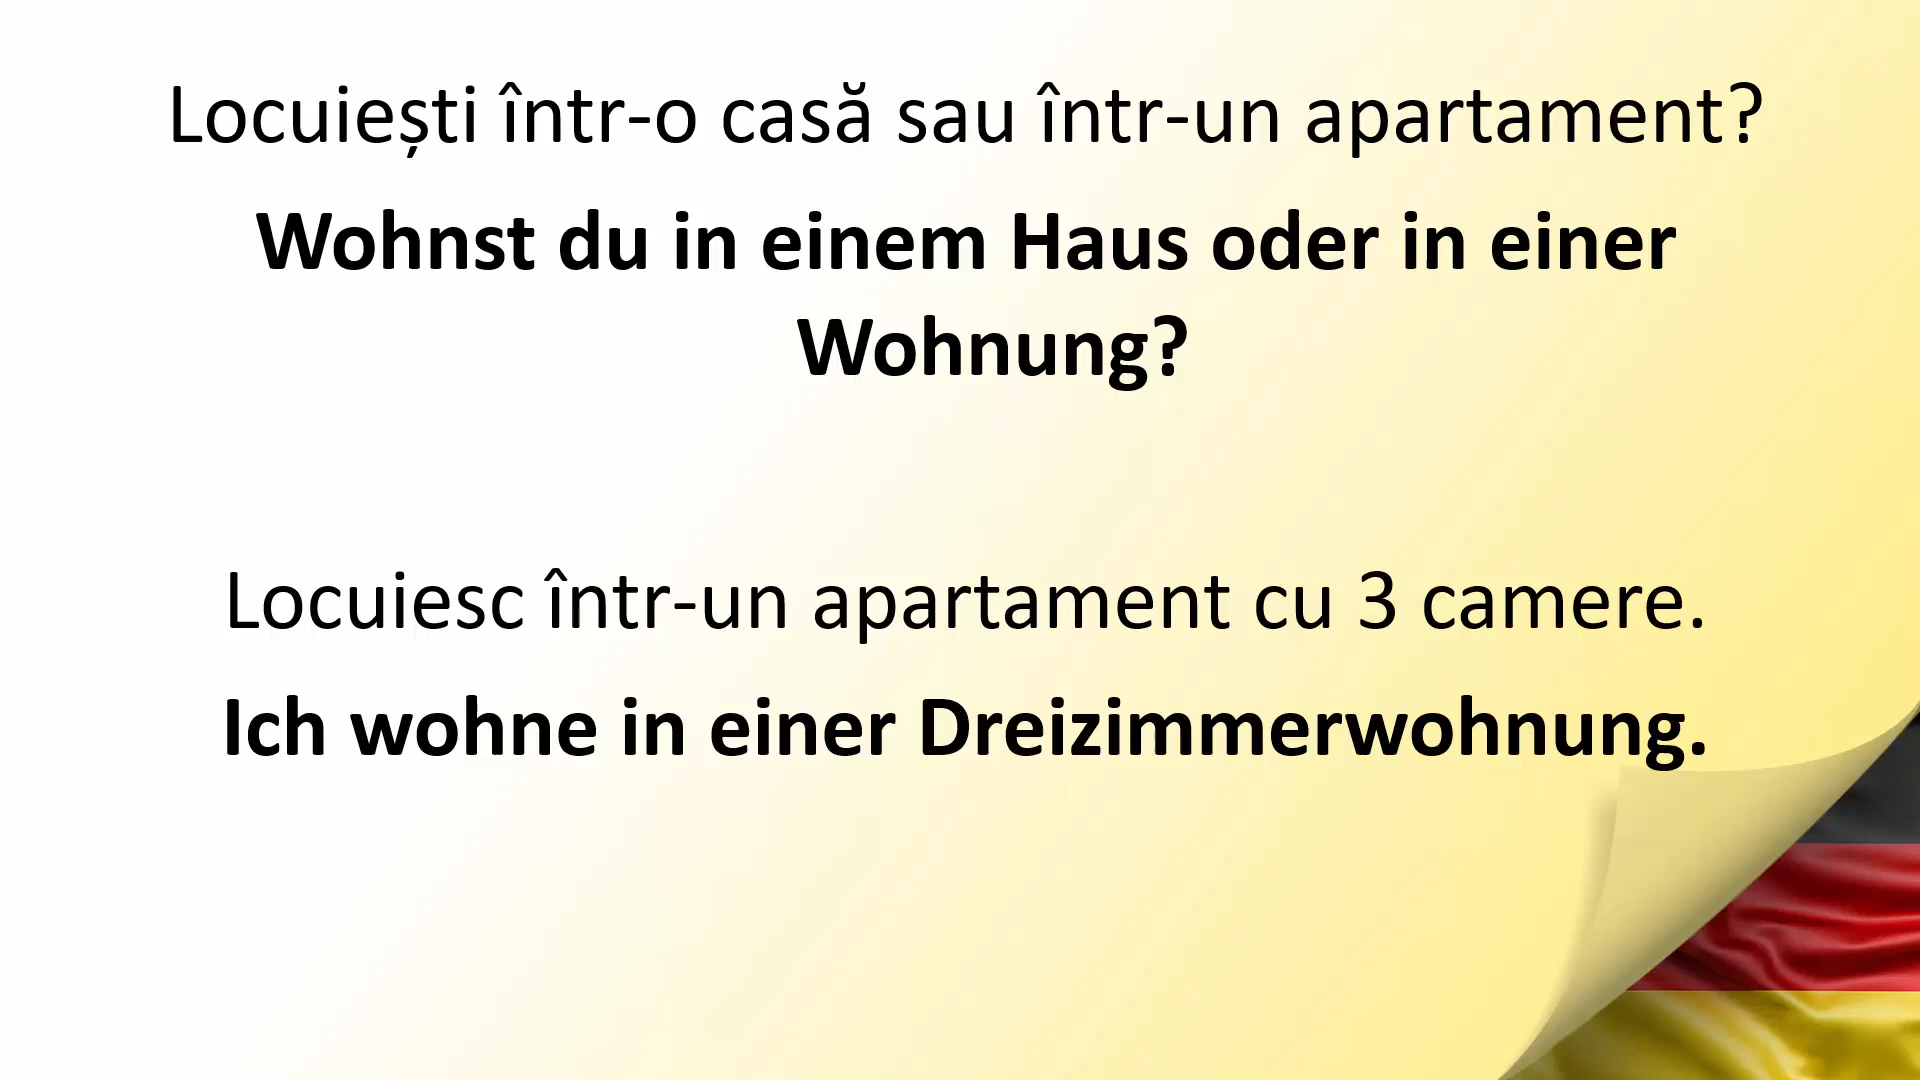 Locuiești într-o casă sau într-un apartament?
Wohnst du in einem Haus oder in einer
Wohnung?
Locuiesc într-un apartament cu 3 camere.
Ich wohne in einer Dreizimmerwohnung.